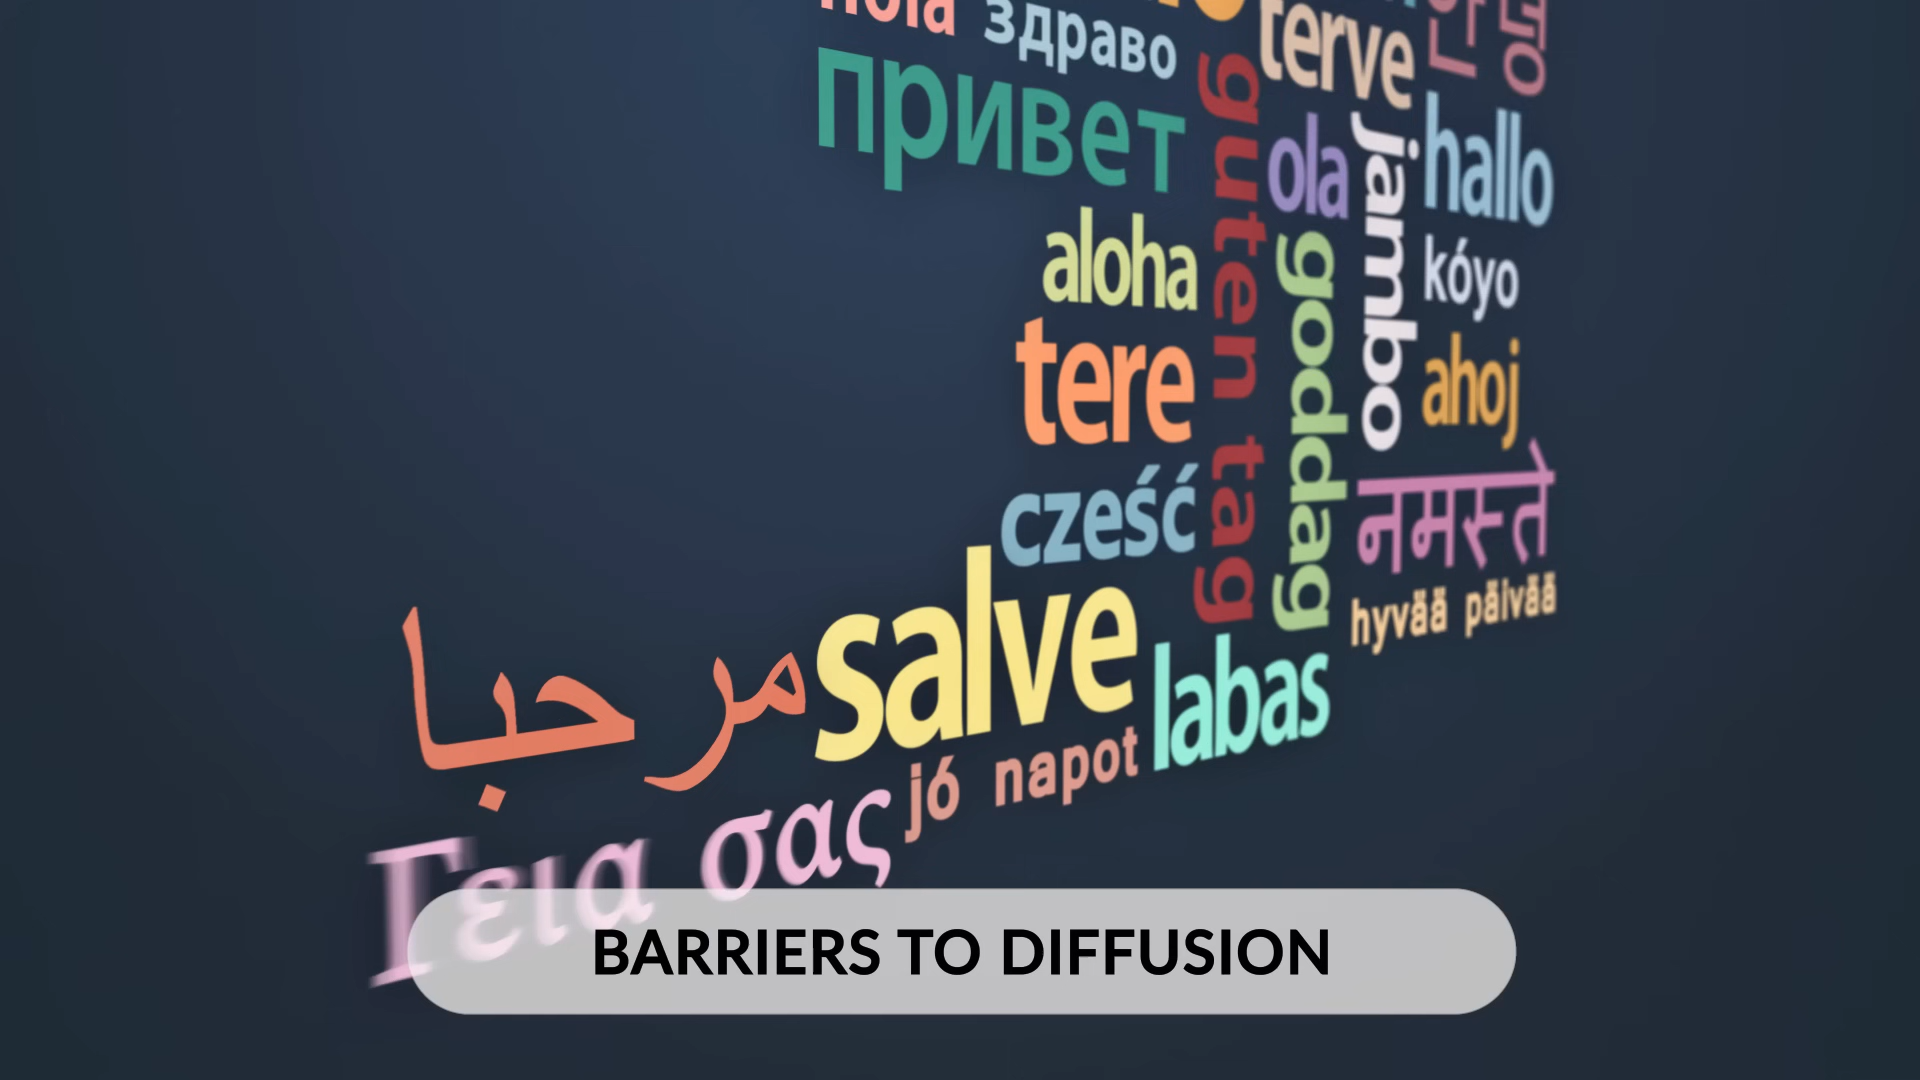 hola
здраво
terve
привет
guten tag
ola
jambo
hallo
aloha
goddag
kóyo
tere
ahoj
cześć
नमस्ते
hyvää päivää
مرحبا
salve
labas
jó napot
Γεια σας
BARRIERS TO DIFFUSION